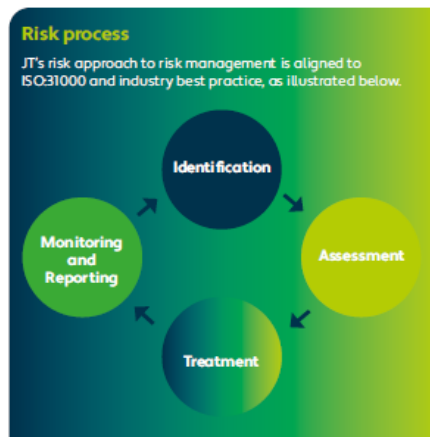 Risk process
JT's risk approach to risk management is aligned to
ISO:31000 and industry best practice, as illustrated below.
Identification
Assessment
Treatment
Monitoring
and
Reporting